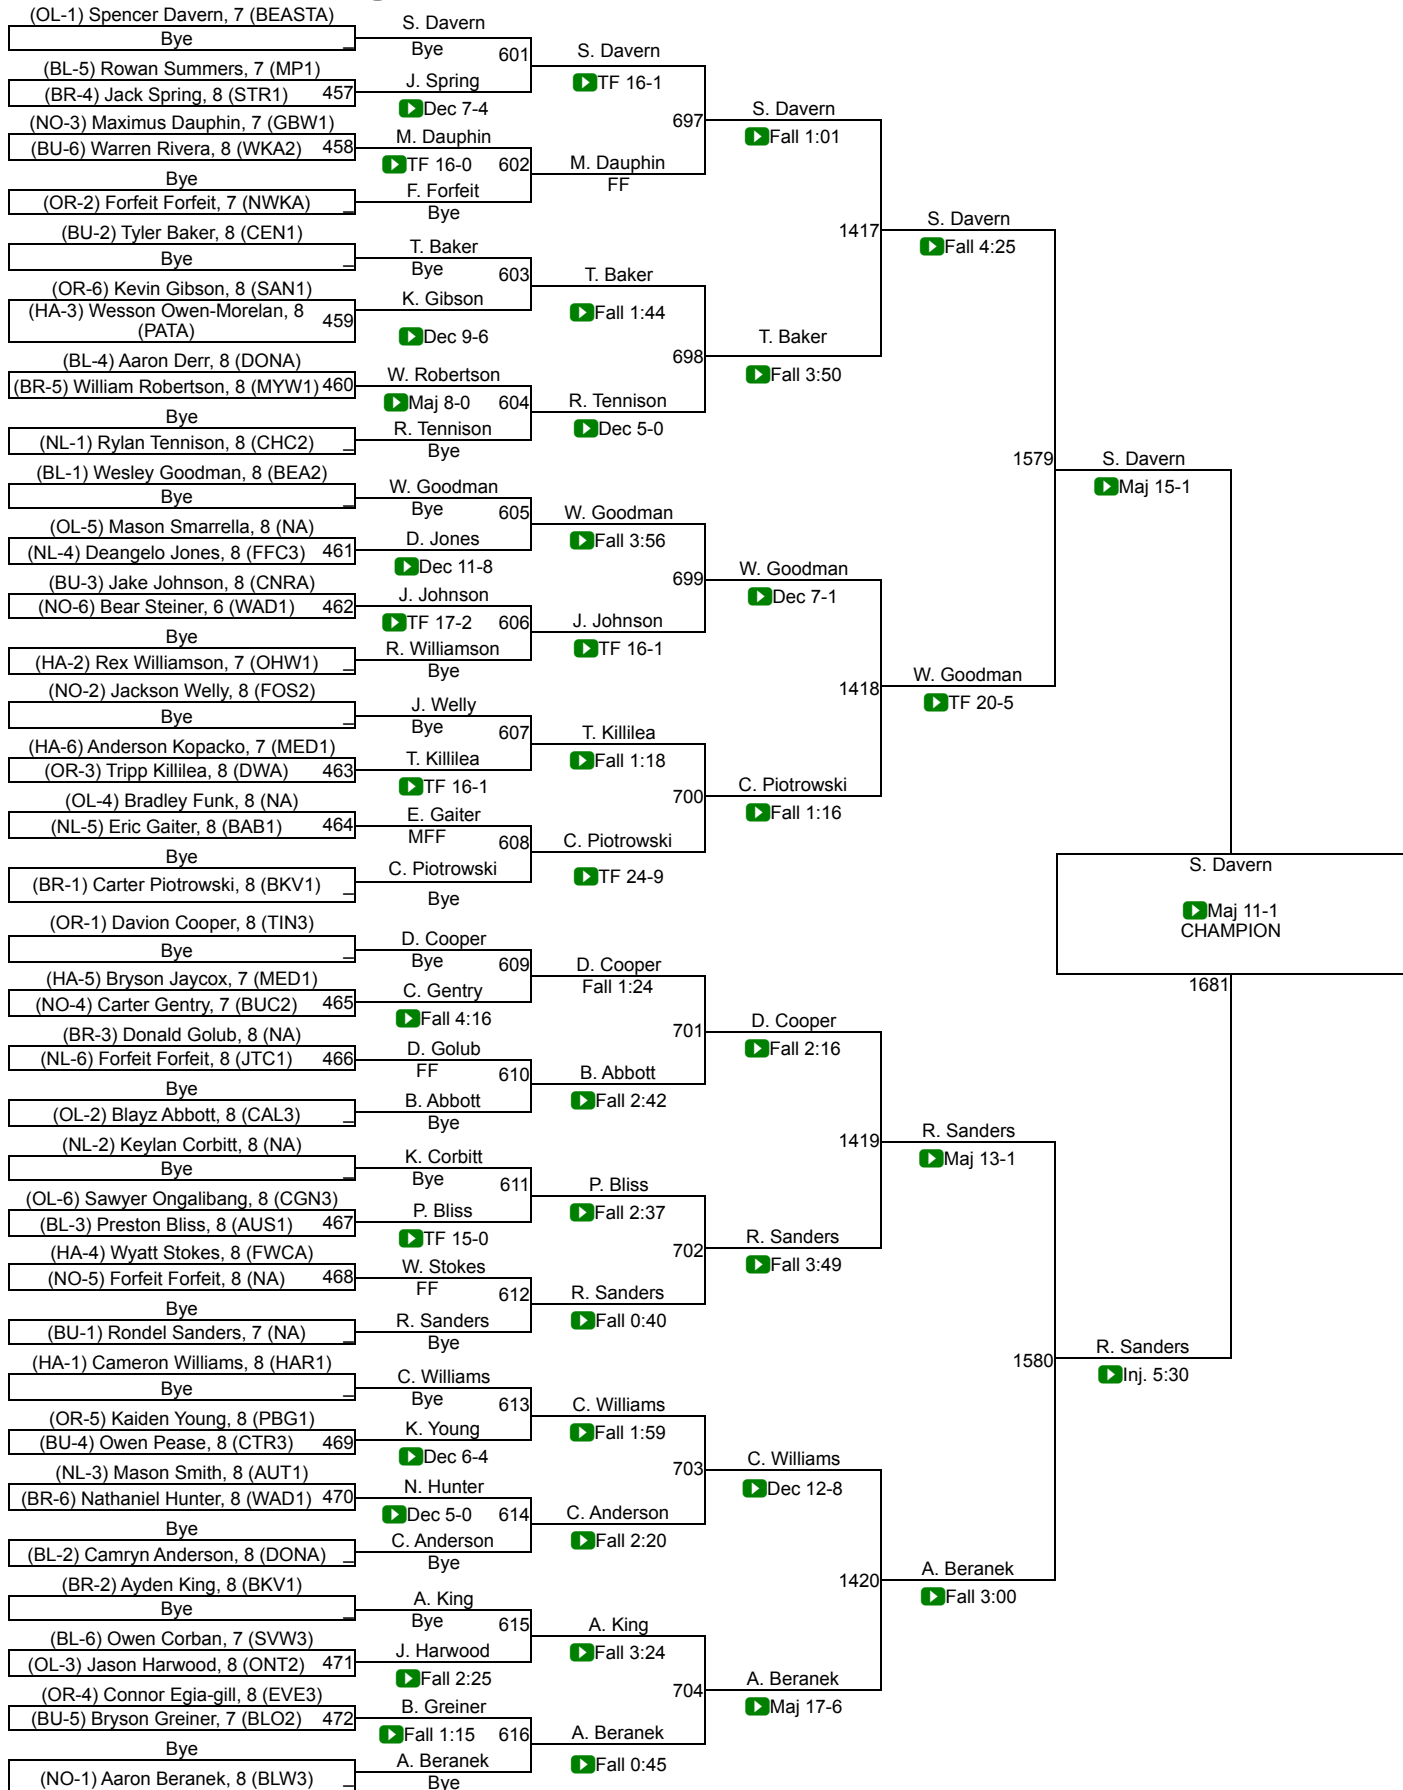 (OL-1) Spencer Davern, 7 (BEASTA)
Bye
(BL-5) Rowan Summers, 7 (MP1)
(BR-4) Jack Spring, 8 (STR1) 457
(NO-3) Maximus Dauphin, 7 (GBW1)
(BU-6) Warren Rivera, 8 (WKA2) 458
Bye
(OR-2) Forfeit Forfeit, 7 (NWKA)
(BU-2) Tyler Baker, 8 (CEN1)
Bye
(OR-6) Kevin Gibson, 8 (SAN1)
(HA-3) Wesson Owen-Morelan, 8
(PATA)
459
(BL-4) Aaron Derr, 8 (DONA)
(BR-5) William Robertson, 8 (MYW1) 460
Bye
(NL-1) Rylan Tennison, 8 (CHC2)
(BL-1) Wesley Goodman, 8 (BEA2)
Bye
(OL-5) Mason Smarrella, 8 (NA)
(NL-4) Deangelo Jones, 8 (FFC3) 461
(BU-3) Jake Johnson, 8 (CNRA)
(NO-6) Bear Steiner, 6 (WAD1) 462
Bye
(HA-2) Rex Williamson, 7 (OHW1)
(NO-2) Jackson Welly, 8 (FOS2)
Bye
(HA-6) Anderson Kopacko, 7 (MED1)
(OR-3) Tripp Killilea, 8 (DWA) 463
(OL-4) Bradley Funk, 8 (NA)
(NL-5) Eric Gaiter, 8 (BAB1) 464
Bye
(BR-1) Carter Piotrowski, 8 (BKV1)
(OR-1) Davion Cooper, 8 (TIN3)
Bye
(HA-5) Bryson Jaycox, 7 (MED1)
(NO-4) Carter Gentry, 7 (BUC2) 465
(BR-3) Donald Golub, 8 (NA)
(NL-6) Forfeit Forfeit, 8 (JTC1) 466
Bye
(OL-2) Blayz Abbott, 8 (CAL3)
(NL-2) Keylan Corbitt, 8 (NA)
Bye
(OL-6) Sawyer Ongalibang, 8 (CGN3)
(BL-3) Preston Bliss, 8 (AUS1) 467
(HA-4) Wyatt Stokes, 8 (FWCA)
(NO-5) Forfeit Forfeit, 8 (NA) 468
Bye
(BU-1) Rondel Sanders, 7 (NA)
(HA-1) Cameron Williams, 8 (HAR1)
Bye
(OR-5) Kaiden Young, 8 (PBG1)
(BU-4) Owen Pease, 8 (CTR3) 469
(NL-3) Mason Smith, 8 (AUT1)
(BR-6) Nathaniel Hunter, 8 (WAD1) 470
Bye
(BL-2) Camryn Anderson, 8 (DONA)
(BR-2) Ayden King, 8 (BKV1)
Bye
(BL-6) Owen Corban, 7 (SVW3)
(OL-3) Jason Harwood, 8 (ONT2) 471
(OR-4) Connor Egia-gill, 8 (EVE3)
(BU-5) Bryson Greiner, 7 (BLO2) 472
Bye
(NO-1) Aaron Beranek, 8 (BLW3)
S. Davern
Bye
601
J. Spring
Dec 7-4
M. Dauphin
TF 16-0
602
F. Forfeit
Bye
T. Baker
Bye
603
K. Gibson
Dec 9-6
W. Robertson
Maj 8-0
604
R. Tennison
Bye
W. Goodman
Bye
605
D. Jones
Dec 11-8
J. Johnson
TF 17-2
606
R. Williamson
Bye
J. Welly
Bye
607
T. Killilea
TF 16-1
E. Gaiter
MFF
608
C. Piotrowski
Bye
D. Cooper
Bye
609
C. Gentry
Fall 4:16
D. Golub
FF
610
B. Abbott
Bye
K. Corbitt
Bye
611
P. Bliss
TF 15-0
W. Stokes
FF
612
R. Sanders
Bye
C. Williams
Bye
613
K. Young
Dec 6-4
N. Hunter
Dec 5-0
614
C. Anderson
Bye
A. King
Bye
615
J. Harwood
Fall 2:25
B. Greiner
Fall 1:15
616
A. Beranek
Bye
S. Davern
TF 16-1
697
M. Dauphin
FF
T. Baker
Fall 1:44
698
R. Tennison
Dec 5-0
W. Goodman
Fall 3:56
699
J. Johnson
TF 16-1
T. Killilea
Fall 1:18
700
C. Piotrowski
TF 24-9
D. Cooper
Fall 1:24
701
B. Abbott
Fall 2:42
P. Bliss
Fall 2:37
702
R. Sanders
Fall 0:40
C. Williams
Fall 1:59
703
C. Anderson
Fall 2:20
A. King
Fall 3:24
704
A. Beranek
Fall 0:45
S. Davern
Fall 1:01
1417
T. Baker
Fall 3:50
W. Goodman
Dec 7-1
1418
C. Piotrowski
Fall 1:16
D. Cooper
Fall 2:16
1419
R. Sanders
Fall 3:49
C. Williams
Dec 12-8
1420
A. Beranek
Maj 17-6
S. Davern
Fall 4:25
1579
W. Goodman
TF 20-5
R. Sanders
Maj 13-1
1580
A. Beranek
Fall 3:00
S. Davern
Maj 15-1
R. Sanders
Inj. 5:30
S. Davern
Maj 11-1
CHAMPION
1681